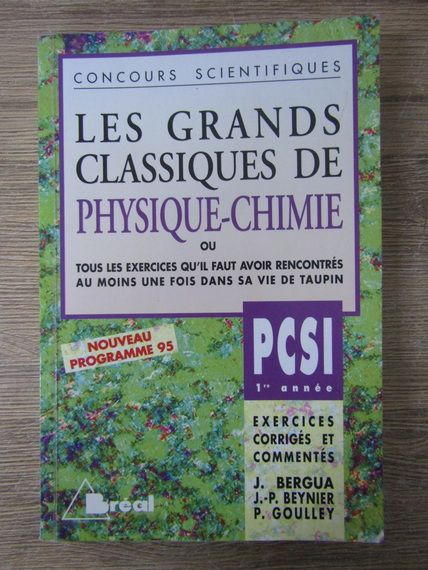 CONCOURS SCIENTIFIQUES
LES GRANDS
CLASSIQUES DE
PHYSIQUE-CHIMIE
OU
TOUS LES EXERCICES QU'IL FAUT AVOIR RENCONTRÉS
AU MOINS UNE FOIS DANS SA VIE DE TAUPIN
NOUVEAU
PROGRAMME 95
PCSI
1re année
EXERCICES
CORRIGÉS ET
COMMENTÉS
J. BERGUA
J.-P. BEYNIER
P. GOULLEY
Bréal